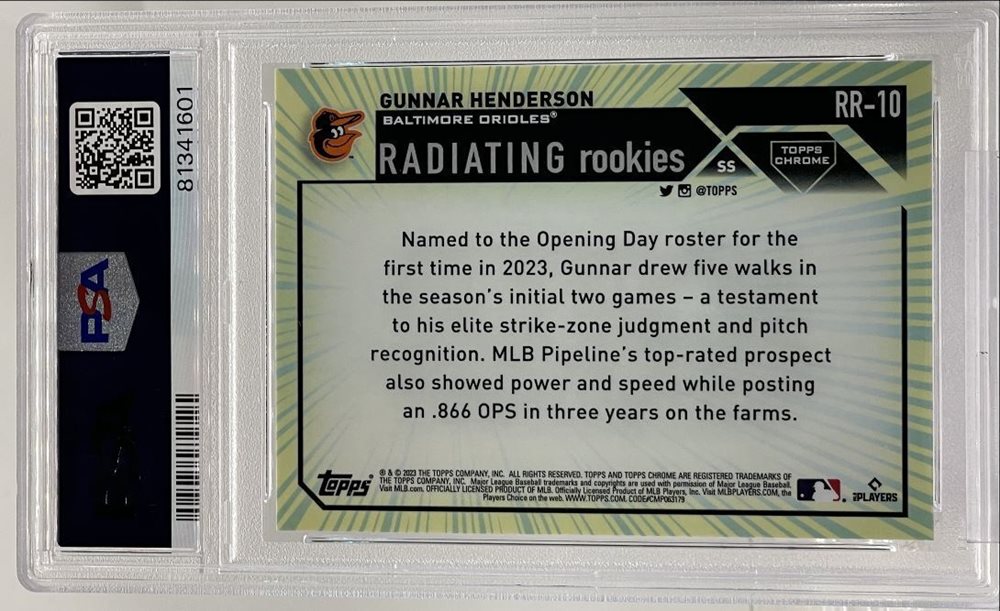 81341601
PSA
GUNNAR HENDERSON
BALTIMORE ORIOLES®
RADIATING rookies
SS
TOPPS
CHROME
RR-10
@TOPPS
Named to the Opening Day roster for the
first time in 2023, Gunnar drew five walks in
the season's initial two games – a testament
to his elite strike-zone judgment and pitch
recognition. MLB Pipeline's top-rated prospect
also showed power and speed while posting
an .866 OPS in three years on the farms.
Topps
® & © 2023 THE TOPPS COMPANY, INC. ALL RIGHTS RESERVED. TOPPS AND TOPPS CHROME ARE REGISTERED TRADEMARKS OF
THE TOPPS COMPANY, INC. Major League Baseball trademarks and copyrights are used with permission of Major League Baseball.
Visit MLB.com. OFFICIALLY LICENSED PRODUCT OF MLB. Officially Licensed Product of MLB Players, Inc. Visit MLBPLAYERS.COM, the
Players Choice on the web. WWW.TOPPS.COM. CODE#CMP063179
PLAYERS